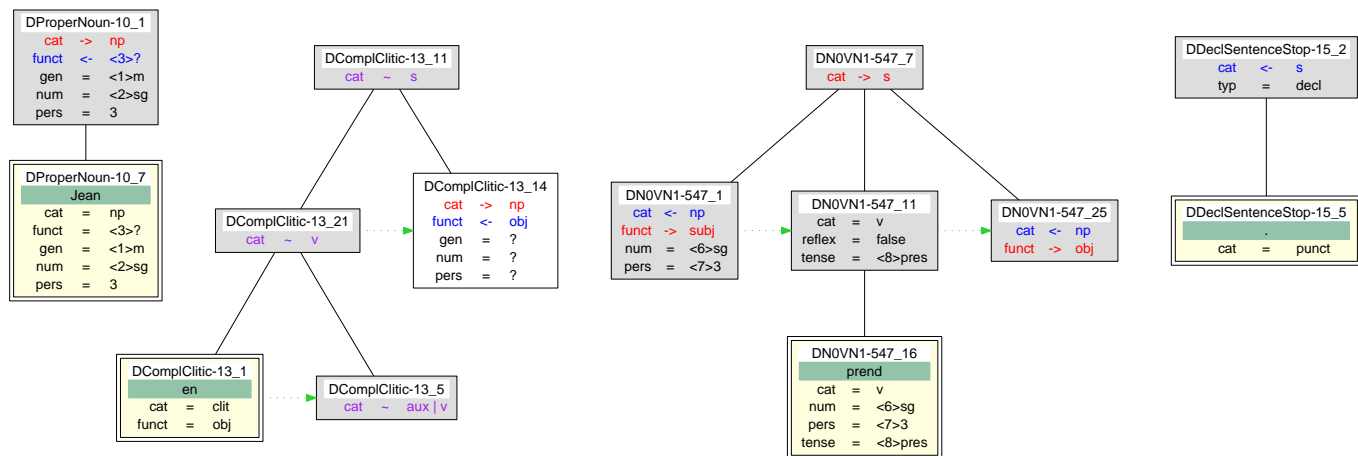 DProperNoun-10_1
cat -> np
funct <- <3>?
gen = <1>m
num = <2>sg
pers = 3
DProperNoun-10_7
Jean
cat = np
funct = <3>?
gen = <1>m
num = <2>sg
pers = 3
DComplClitic-13_11
cat ~ s
DComplClitic-13_21
cat ~ v
DComplClitic-13_14
cat -> np
funct <- obj
gen = ?
num = ?
pers = ?
DComplClitic-13_1
en
cat = clit
funct = obj
DComplClitic-13_5
cat ~ aux | v
DN0VN1-547_7
cat -> s
DN0VN1-547_1
cat <- np
funct -> subj
num = <6>sg
pers = <7>3
DN0VN1-547_11
cat = v
reflex = false
tense = <8>pres
DN0VN1-547_25
cat <- np
funct -> obj
DN0VN1-547_16
prend
cat = v
num = <6>sg
pers = <7>3
tense = <8>pres
DDeclSentenceStop-15_2
cat <- s
typ = decl
DDeclSentenceStop-15_5
.
cat = punct